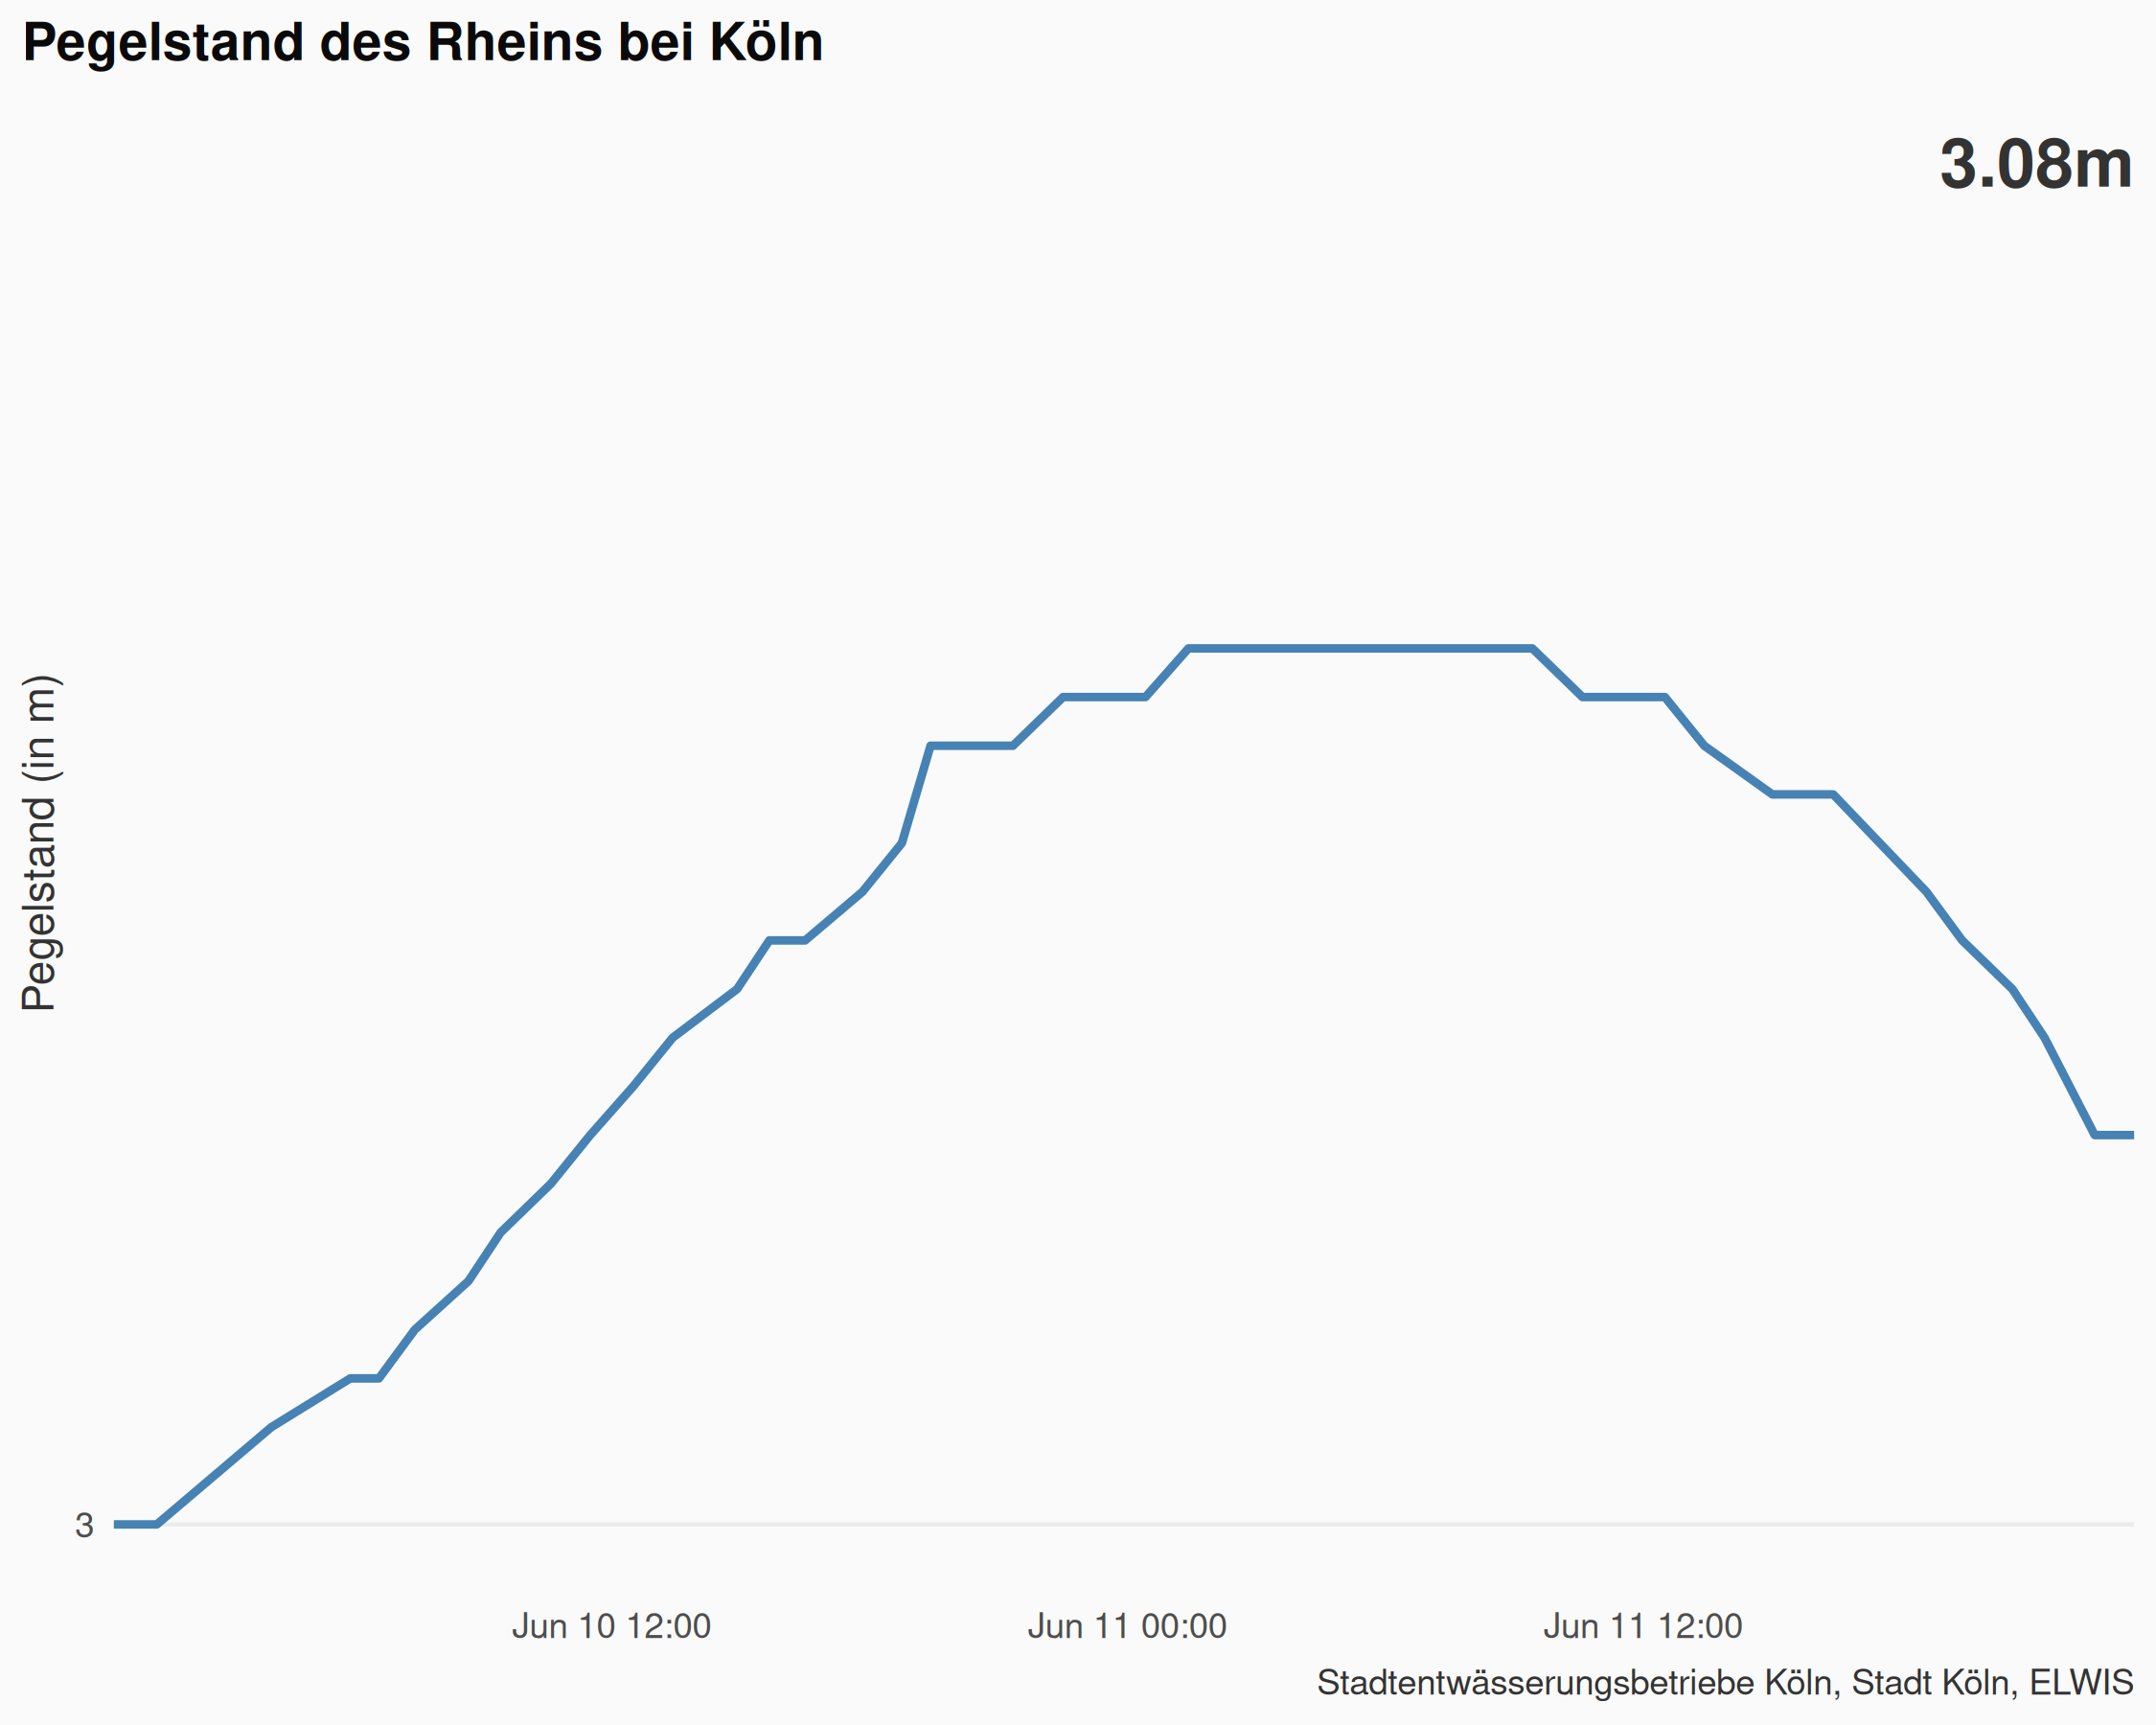 Pegelstand des Rheins bei Köln
3.08m
Pegelstand (in m)
3
Jun 10 12:00
Jun 11 00:00
Jun 11 12:00
Stadtentwässerungsbetriebe Köln, Stadt Köln, ELWIS